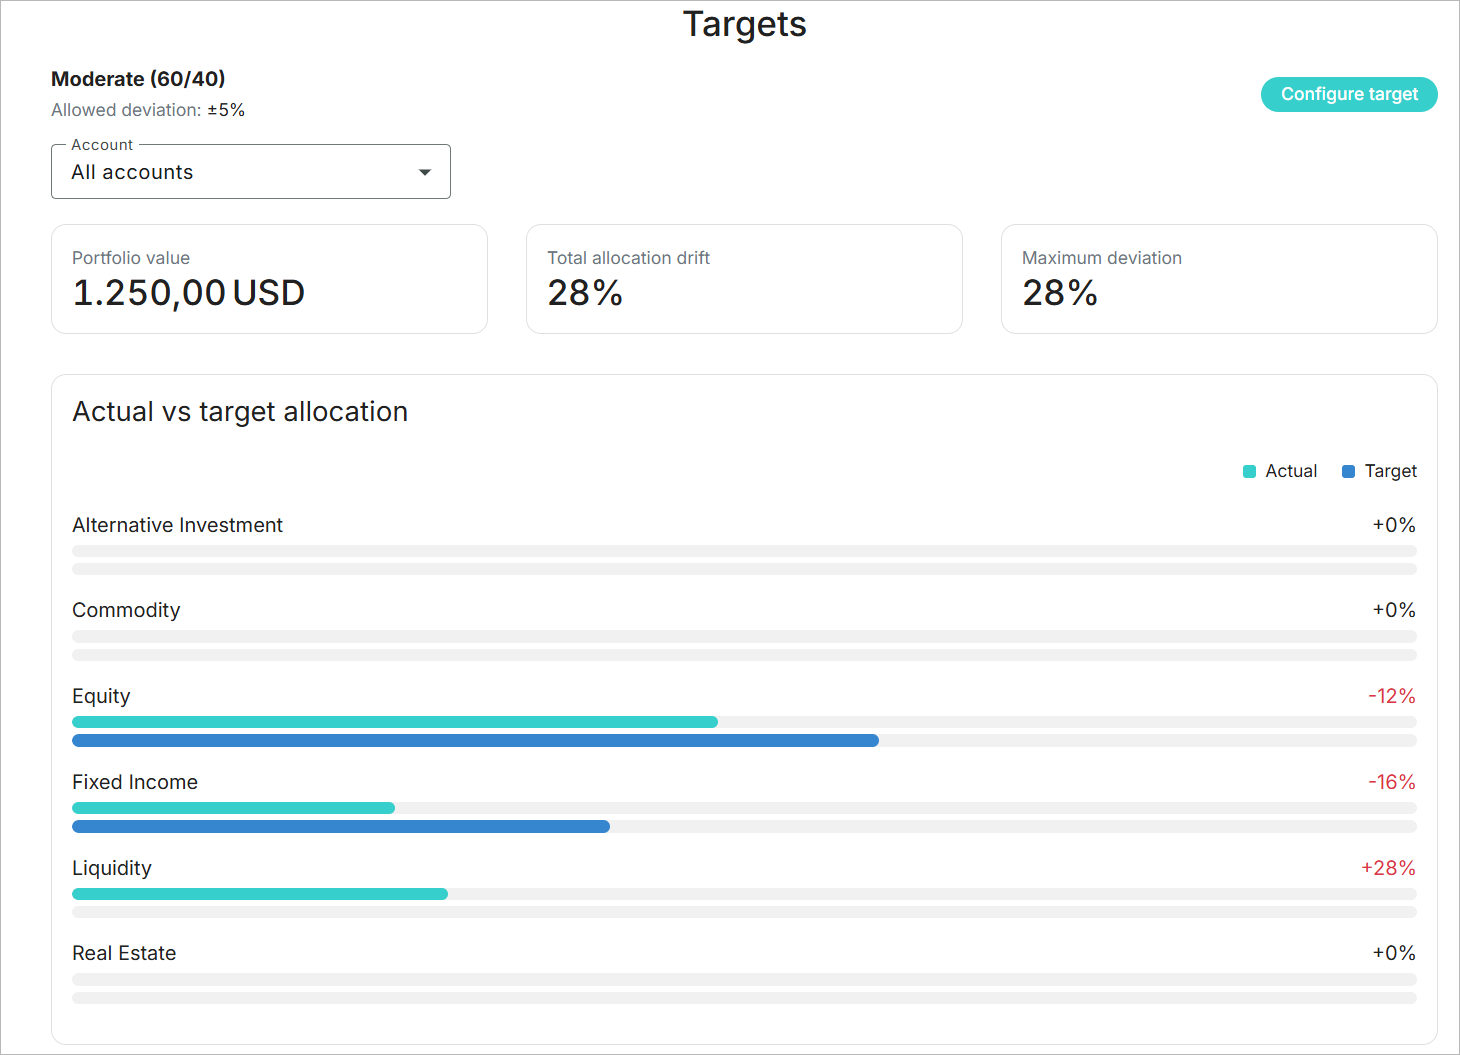 Targets
Moderate (60/40)
Configure target
Allowed deviation: ±5%
Account
All accounts
Portfolio value
1.250,00 USD
Total allocation drift
28%
Maximum deviation
28%
Actual vs target allocation
Actual
Target
Alternative Investment
+0%
Commodity
+0%
Equity
-12%
Fixed Income
-16%
Liquidity
+28%
Real Estate
+0%